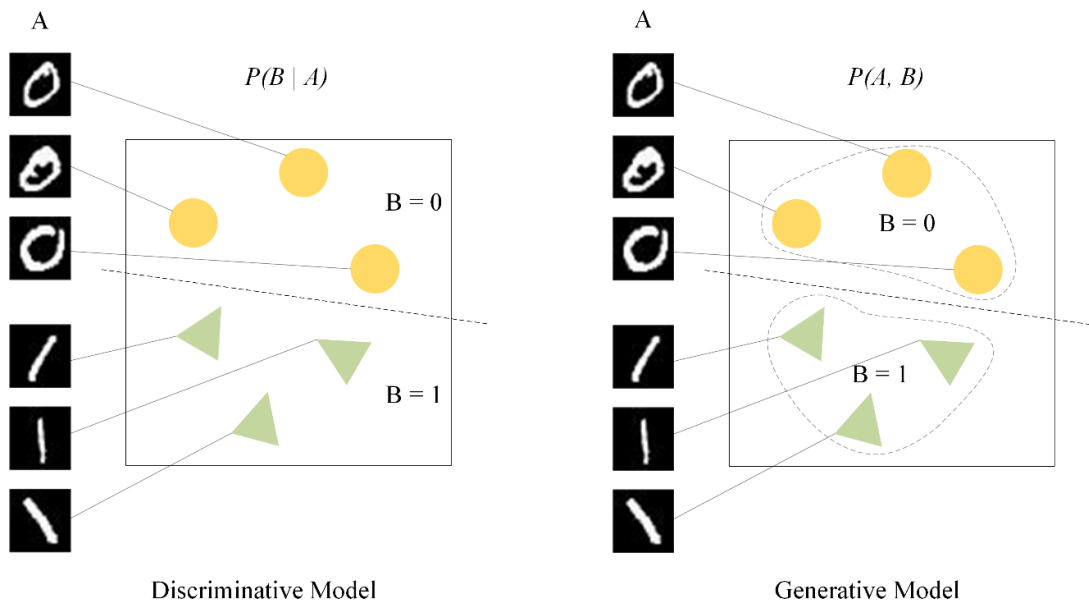 A
P(B | A)
B = 0
B = 1
Discriminative Model
A
P(A, B)
B = 0
B = 1
Generative Model